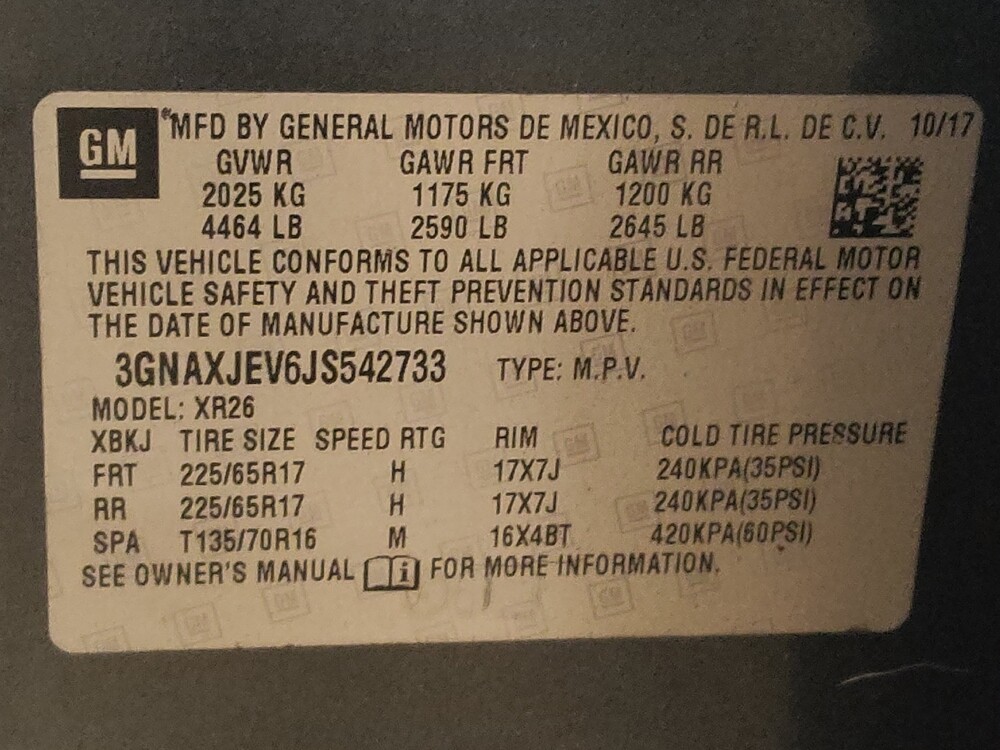 GM
MFD BY GENERAL MOTORS DE MEXICO, S. DE R.L. DE C.V. 10/17
GVWR GAWR FRT GAWR RR
2025 KG 1175 KG 1200 KG
4464 LB 2590 LB 2645 LB
THIS VEHICLE CONFORMS TO ALL APPLICABLE U.S. FEDERAL MOTOR
VEHICLE SAFETY AND THEFT PREVENTION STANDARDS IN EFFECT ON
THE DATE OF MANUFACTURE SHOWN ABOVE.
3GNAXJEV6JS542733 TYPE: M.P.V.
MODEL: XR26
XBKJ TIRE SIZE SPEED RTG RIM COLD TIRE PRESSURE
FRT 225/65R17 H 17X7J 240KPA(35PSI)
RR 225/65R17 H 17X7J 240KPA(35PSI)
SPA T135/70R16 M 16X4BT 420KPA(60PSI)
SEE OWNER'S MANUAL i FOR MORE INFORMATION.